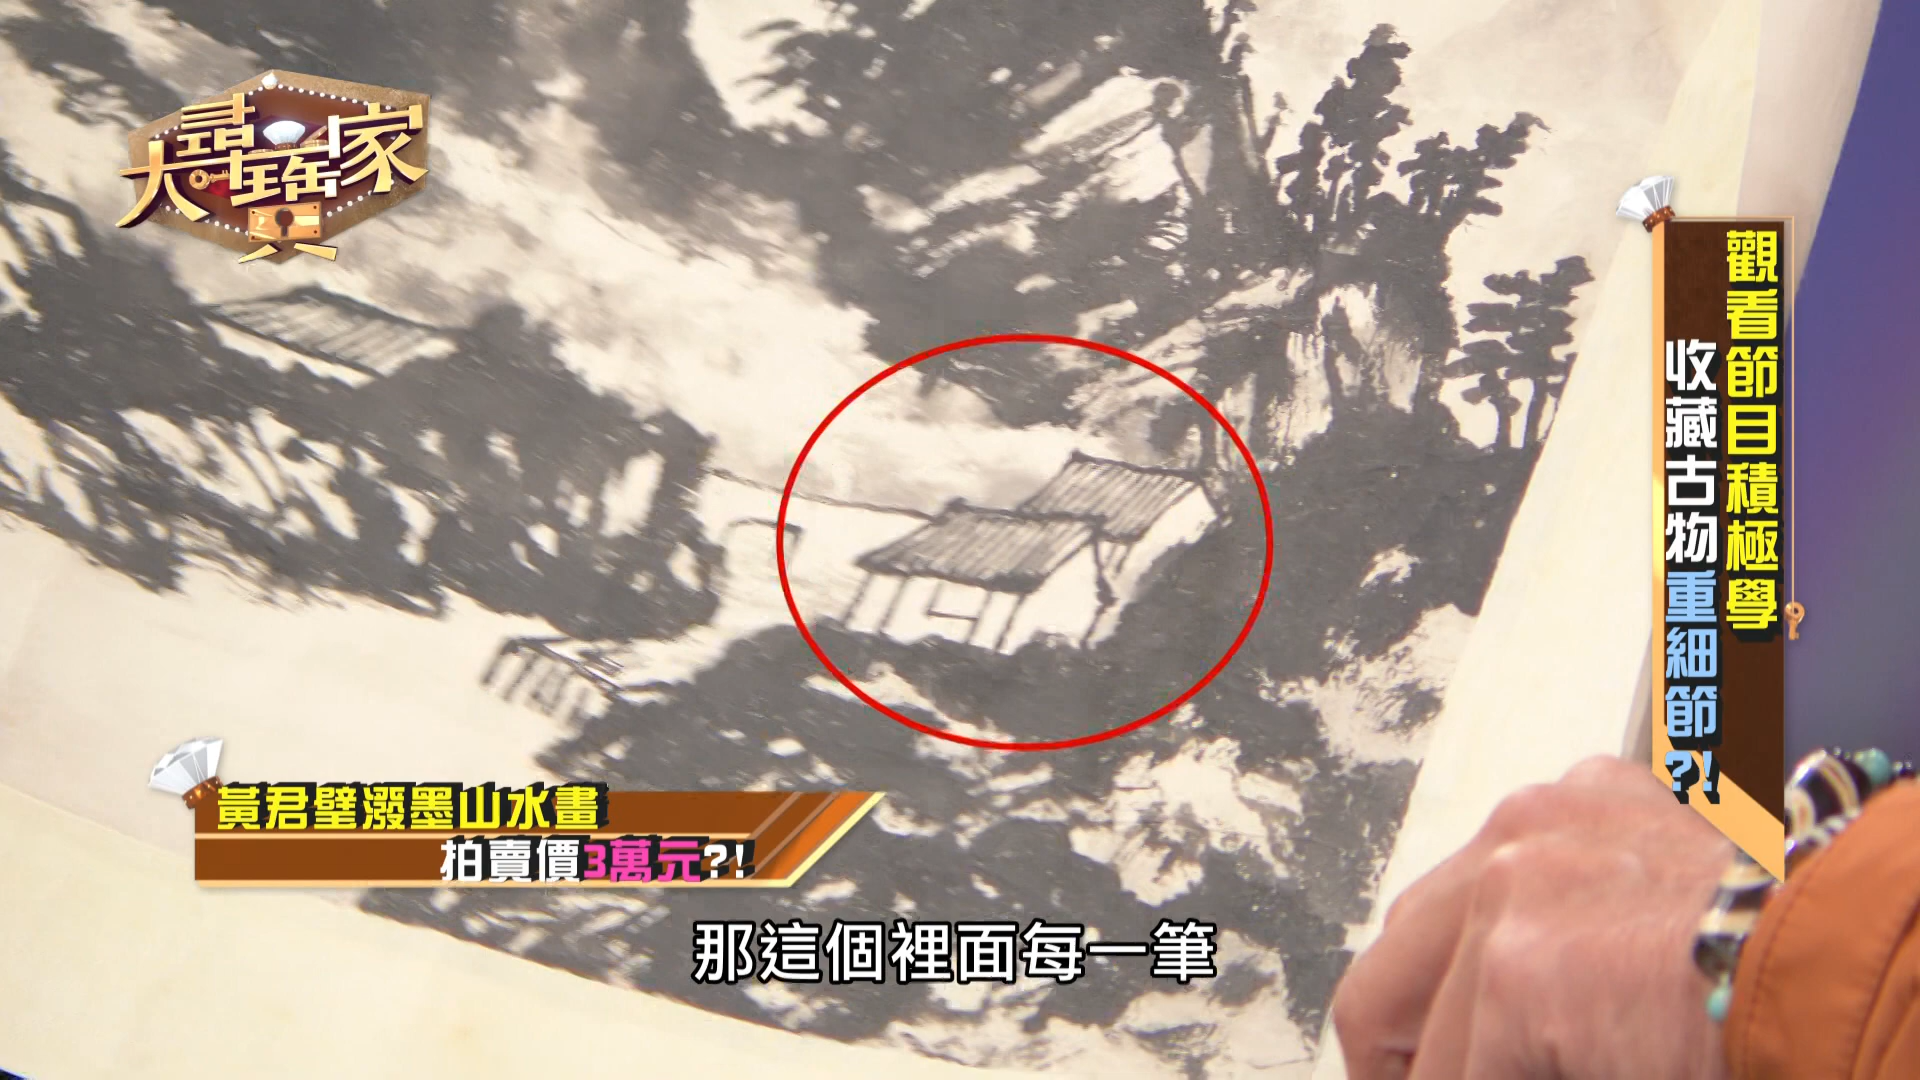 大尋寶家
觀看節目積極學
收藏古物重細節?!
黃君璧潑墨山水畫
拍賣價3萬元?!
那這個裡面每一筆